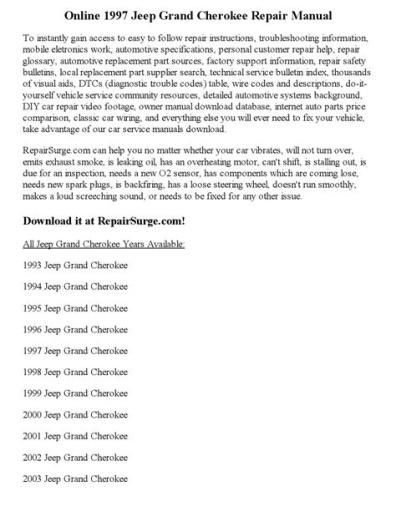 Online 1997 Jeep Grand Cherokee Repair Manual
To instantly gain access to easy to follow repair instructions, troubleshooting information,
mobile eletronics work, automotive specifications, personal customer repair help, repair
glossary, automotive replacement part sources, factory support information, repair safety
bulletins, local replacement part supplier search, technical service bulletin index, thousands
of visual aids, DTCs (diagnostic trouble codes) table, wire codes and descriptions, do-it-
yourself vehicle service community resources, detailed automotive systems background,
DIY car repair video footage, owner manual download database, internet auto parts price
comparison, classic car wiring, and everything else you will ever need to fix your vehicle,
take advantage of our car service manuals download.
RepairSurge.com can help you no matter whether your car vibrates, will not turn over,
emits exhaust smoke, is leaking oil, has an overheating motor, can't shift, is stalling out, is
due for an inspection, needs a new O2 sensor, has components which are coming lose,
needs new spark plugs, is backfiring, has a loose steering wheel, doesn't run smoothly,
makes a loud screeching sound, or needs to be fixed for any other issue.
Download it at RepairSurge.com!
All Jeep Grand Cherokee Years Available:
1993 Jeep Grand Cherokee
1994 Jeep Grand Cherokee
1995 Jeep Grand Cherokee
1996 Jeep Grand Cherokee
1997 Jeep Grand Cherokee
1998 Jeep Grand Cherokee
1999 Jeep Grand Cherokee
2000 Jeep Grand Cherokee
2001 Jeep Grand Cherokee
2002 Jeep Grand Cherokee
2003 Jeep Grand Cherokee